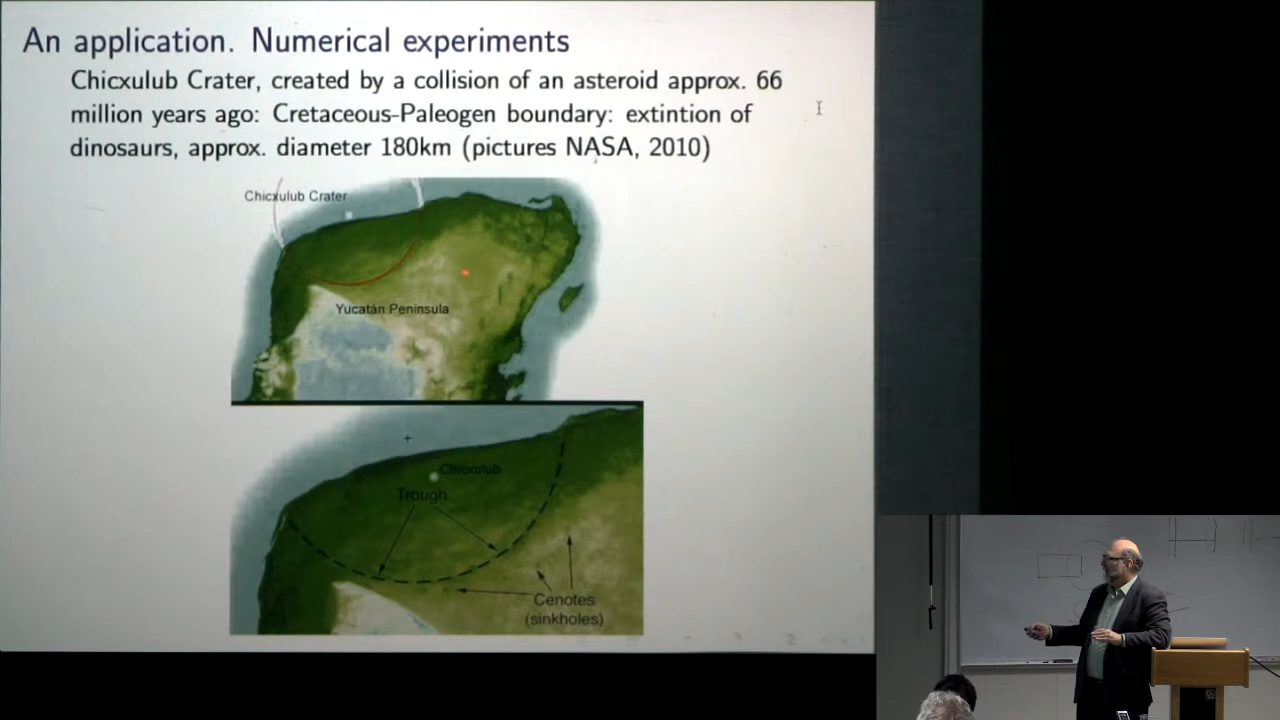 An application. Numerical experiments
Chicxulub Crater, created by a collision of an asteroid approx. 66
million years ago: Cretaceous-Paleogen boundary: extintion of
dinosaurs, approx. diameter 180km (pictures NASA, 2010)
Chicxulub Crater
Yucatán Peninsula
Chicxulub
Trough
Cenotes
(sinkholes)